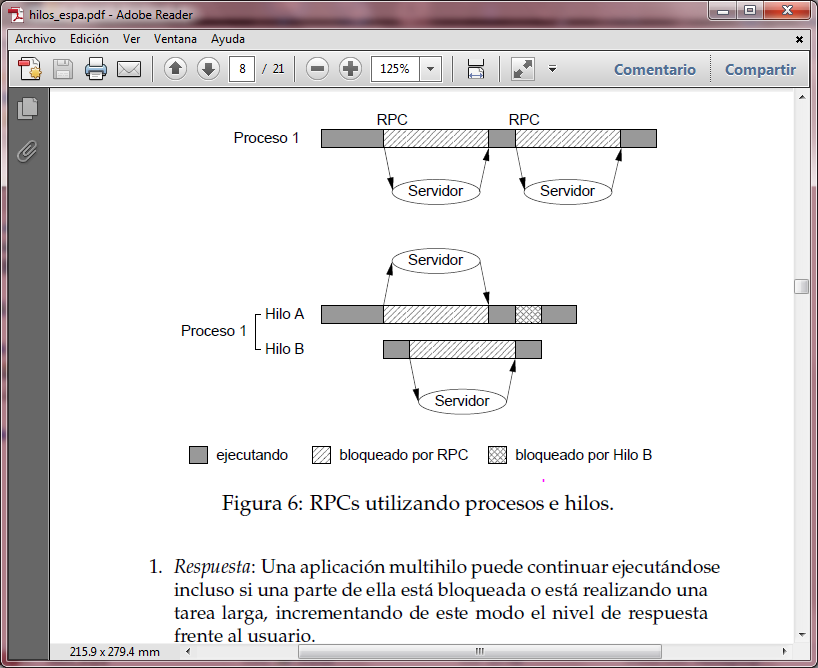 hilos_espa.pdf - Adobe Reader
Archivo Edición Ver Ventana Ayuda
8 / 21 125% Comentario Compartir
RPC RPC
Proceso 1
Servidor Servidor
Servidor
Hilo A
Proceso 1
Hilo B
Servidor
ejecutando bloqueado por RPC bloqueado por Hilo B
Figura 6: RPCs utilizando procesos e hilos.
1. Respuesta: Una aplicación multihilo puede continuar ejecutándose
incluso si una parte de ella está bloqueada o está realizando una
tarea larga, incrementando de este modo el nivel de respuesta
frente al usuario.
215.9 x 279.4 mm